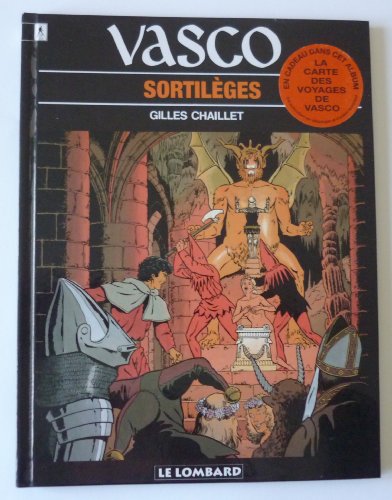 VASCO
SORTILÈGES
GILLES CHAILLET
EN CADEAU DANS CET ALBUM
LA
CARTE
DES
VOYAGES
DE
VASCO
LE LOMBARD